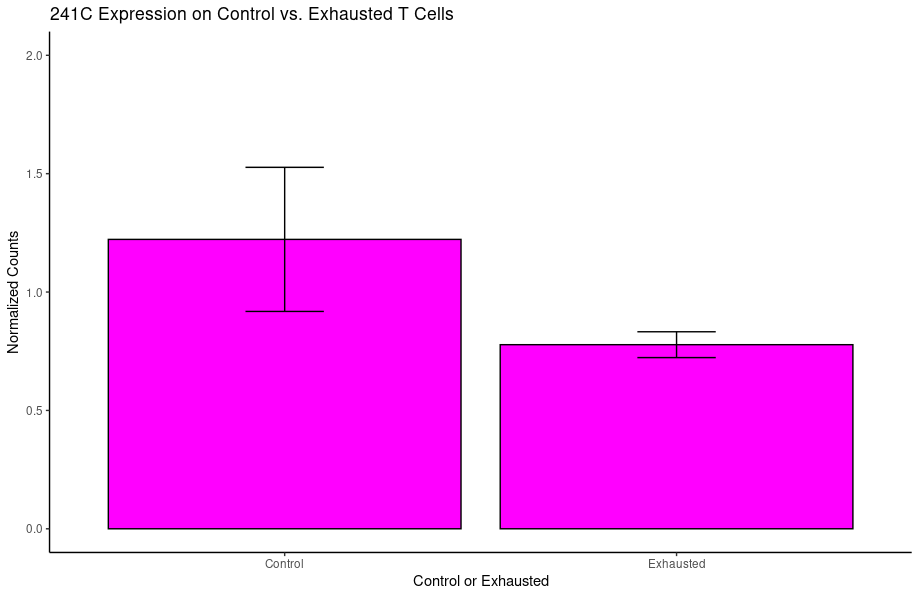 241C Expression on Control vs. Exhausted T Cells
2.0
1.5
1.0
0.5
0.0
Normalized Counts
Control
Exhausted
Control or Exhausted